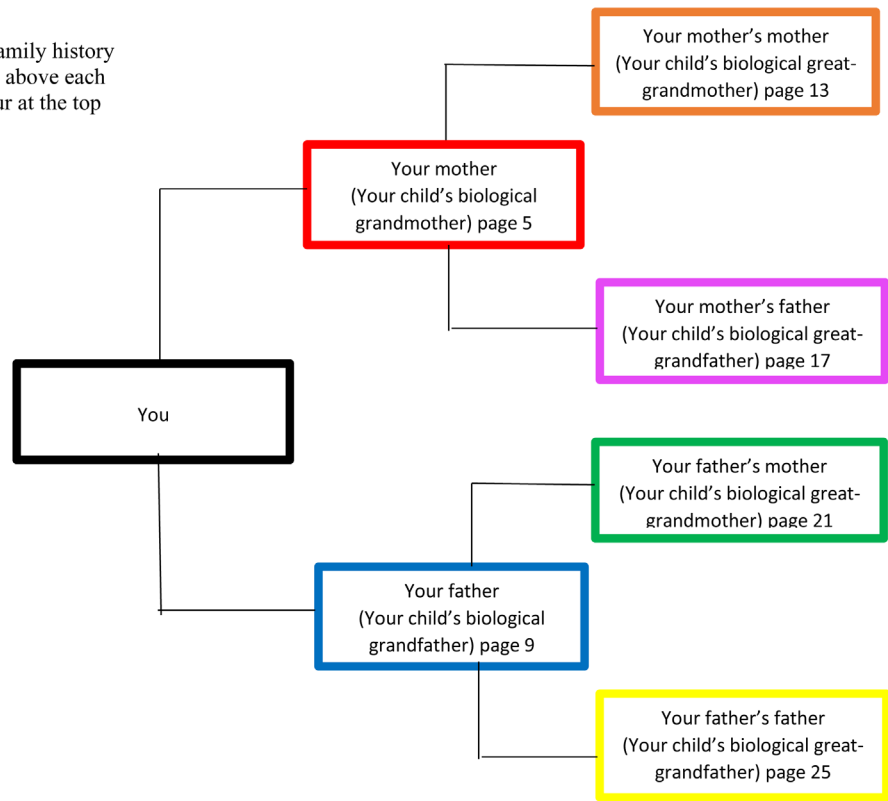 amily history
above each
ur at the top
Your mother’s mother
(Your child’s biological great-
grandmother) page 13
Your mother
(Your child’s biological
grandmother) page 5
Your mother’s father
(Your child’s biological great-
grandfather) page 17
You
Your father’s mother
(Your child’s biological great-
grandmother) page 21
Your father
(Your child’s biological
grandfather) page 9
Your father’s father
(Your child’s biological great-
grandfather) page 25